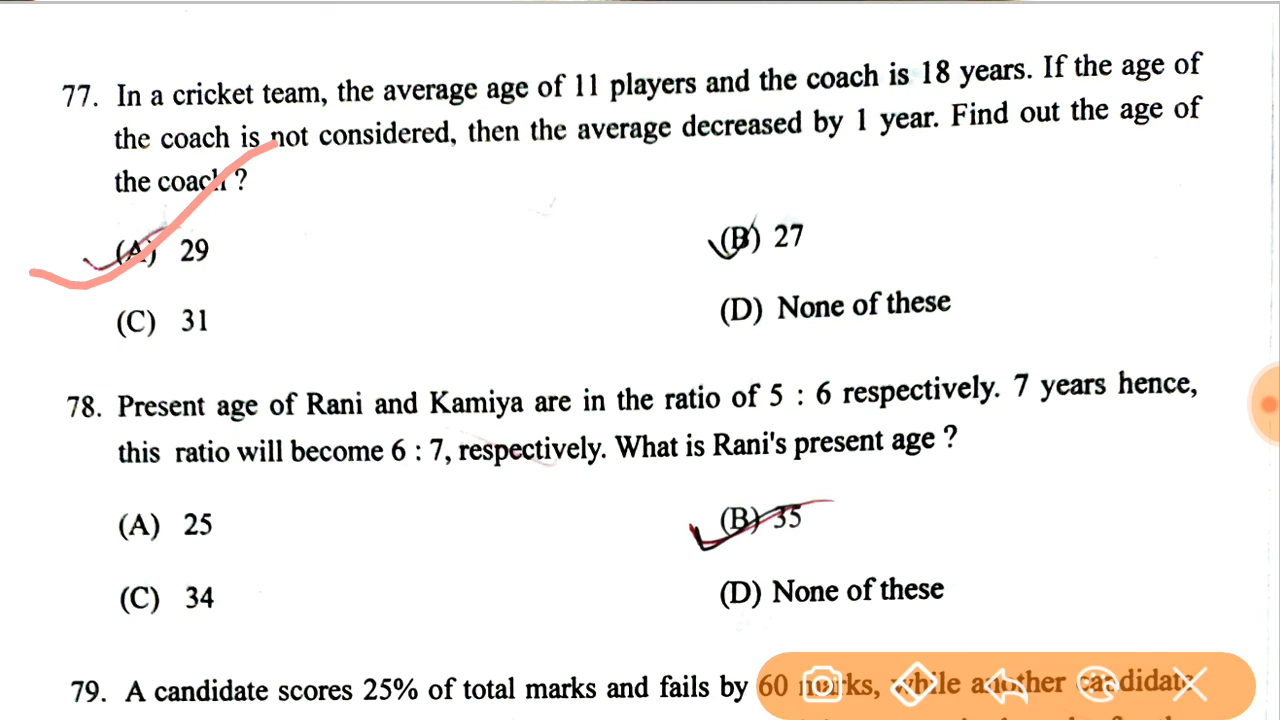 77. In a cricket team, the average age of 11 players and the coach is 18 years. If the age of
the coach is not considered, then the average decreased by 1 year. Find out the age of
the coach ?
(A) 29
(B) 27
(C) 31
(D) None of these
78. Present age of Rani and Kamiya are in the ratio of 5 : 6 respectively. 7 years hence,
this ratio will become 6 : 7, respectively. What is Rani's present age ?
(A) 25
(B) 35
(C) 34
(D) None of these
79. A candidate scores 25% of total marks and fails by 60 marks, while another candidate